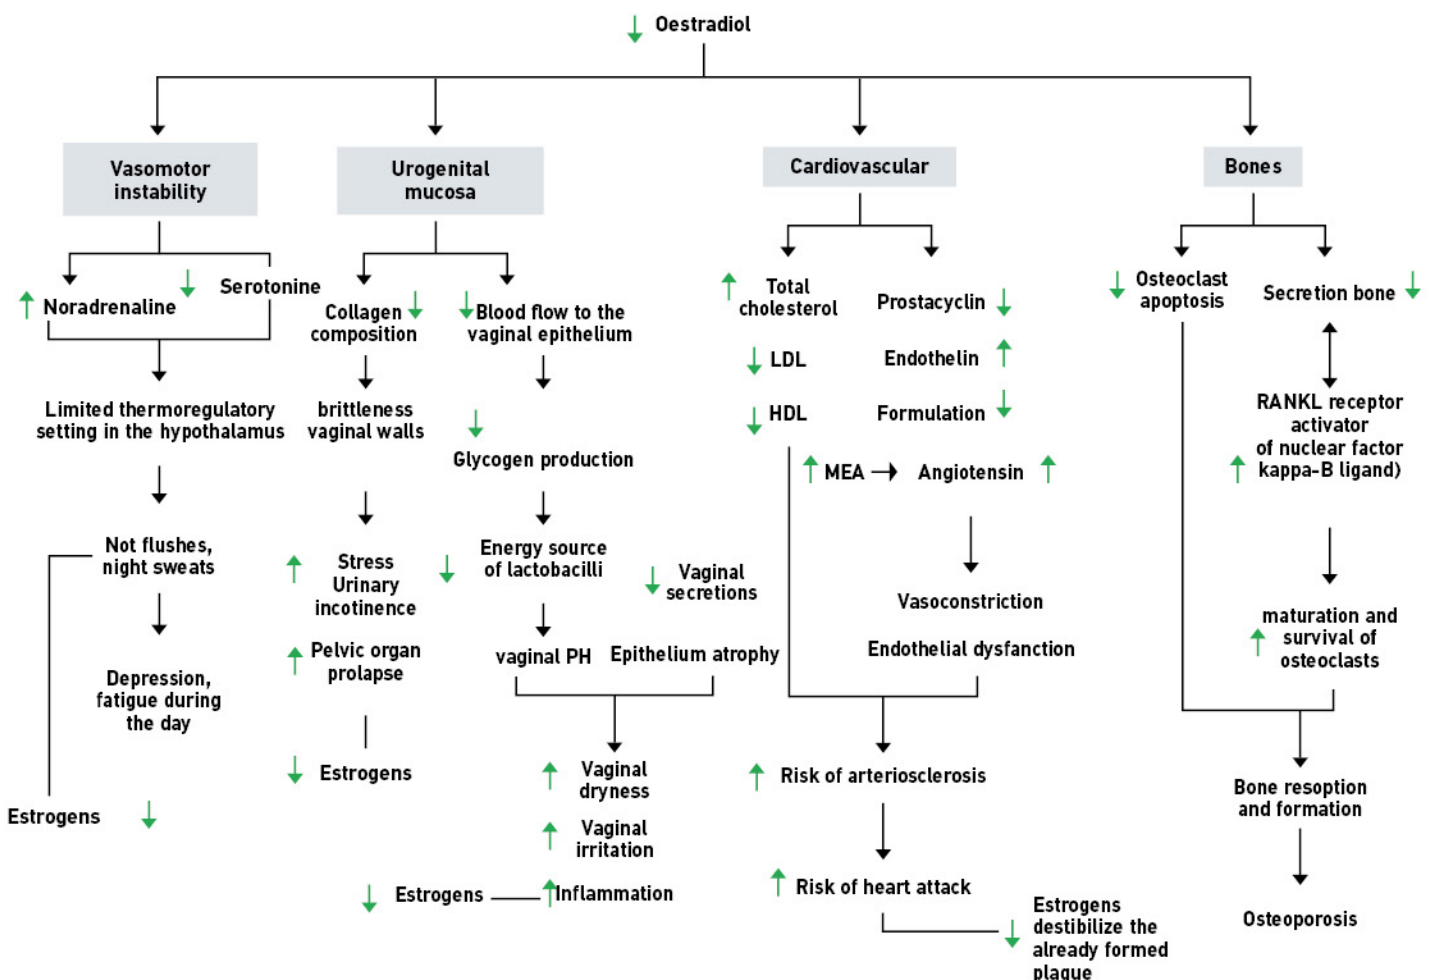 Oestradiol
Vasomotor
instability
Noradrenaline
Serotonine
Limited thermoregulatory
setting in the hypothalamus
Not flushes,
night sweats
Depression,
fatigue during
the day
Estrogens
Urogenital
mucosa
Collagen
composition
brittleness
vaginal walls
Stress
Urinary
incotinence
Pelvic organ
prolapse
Estrogens
Blood flow to the
vaginal epithelium
Glycogen production
Energy source
of lactobacilli
vaginal PH
Vaginal
secretions
Epithelium atrophy
Vaginal
dryness
Vaginal
irritation
Estrogens
Inflammation
Cardiovascular
Total
cholesterol
LDL
HDL
Prostacyclin
Endothelin
Formulation
MEA
Angiotensin
Vasoconstriction
Endothelial dysfanction
Risk of arteriosclerosis
Risk of heart attack
Estrogens
destibilize the
already formed
plague
Bones
Osteoclast
apoptosis
Secretion bone
RANKL receptor
activator
of nuclear factor
kappa-B ligand)
maturation and
survival of
osteoclasts
Bone resoption
and formation
Osteoporosis